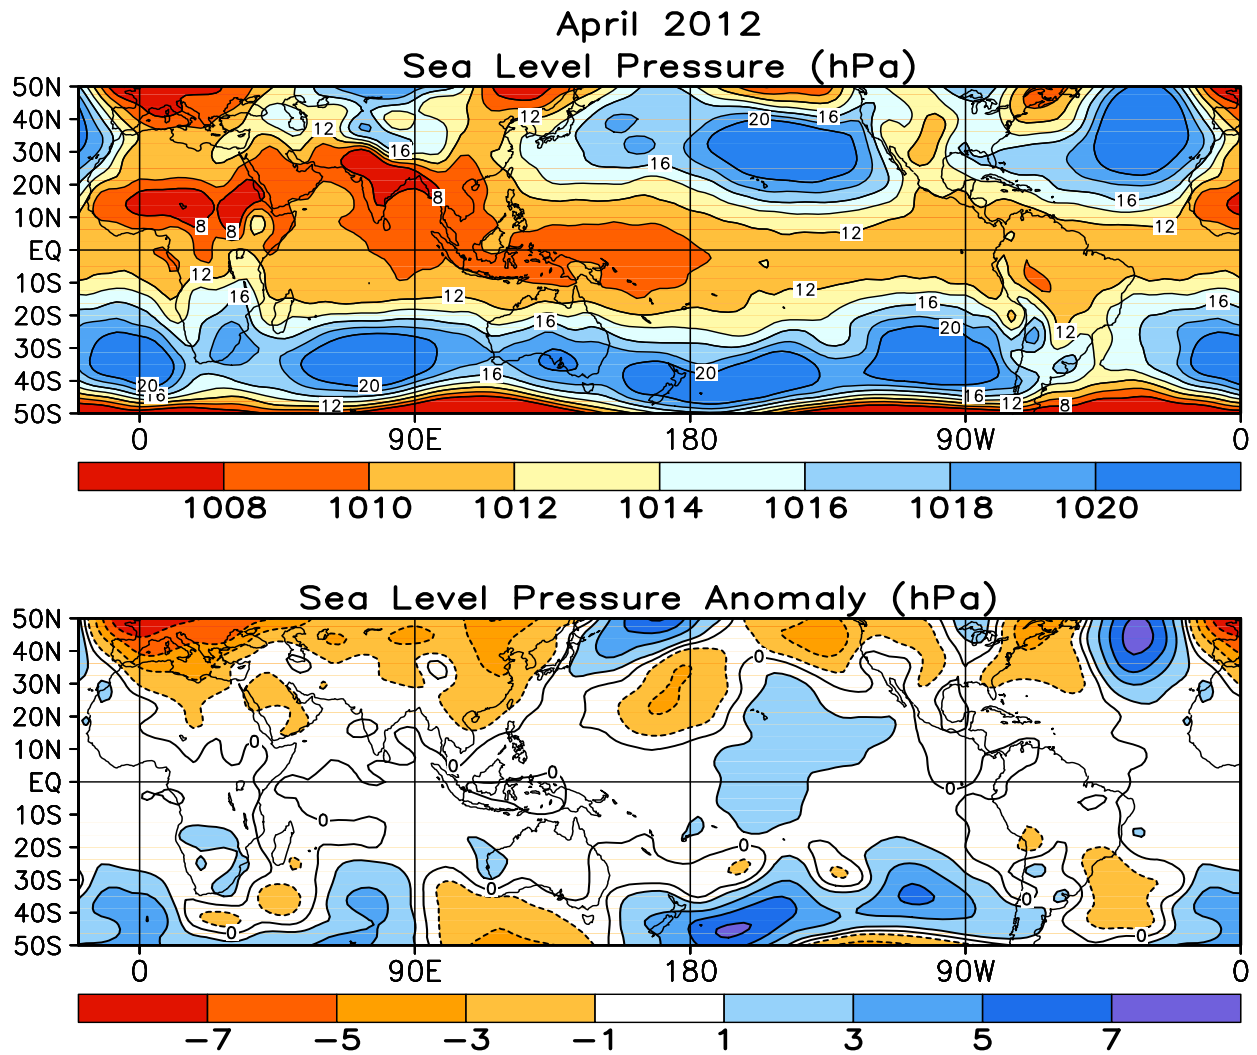 April 2012
Sea Level Pressure (hPa)
50N
40N
30N
20N
10N
EQ
10S
20S
30S
40S
50S
12
12
20
16
16
16
8
16
8
8
12
12
12
16
12
12
16
16
16
20
12
20
16
20
20
16
16
12
12
8
0
90E
180
90W
0
1008
1010
1012
1014
1016
1018
1020
Sea Level Pressure Anomaly (hPa)
50N
40N
30N
20N
10N
EQ
10S
20S
30S
40S
50S
0
0
0
0
0
0
0
0
0
0
0
0
90E
180
90W
0
−7
−5
−3
−1
1
3
5
7